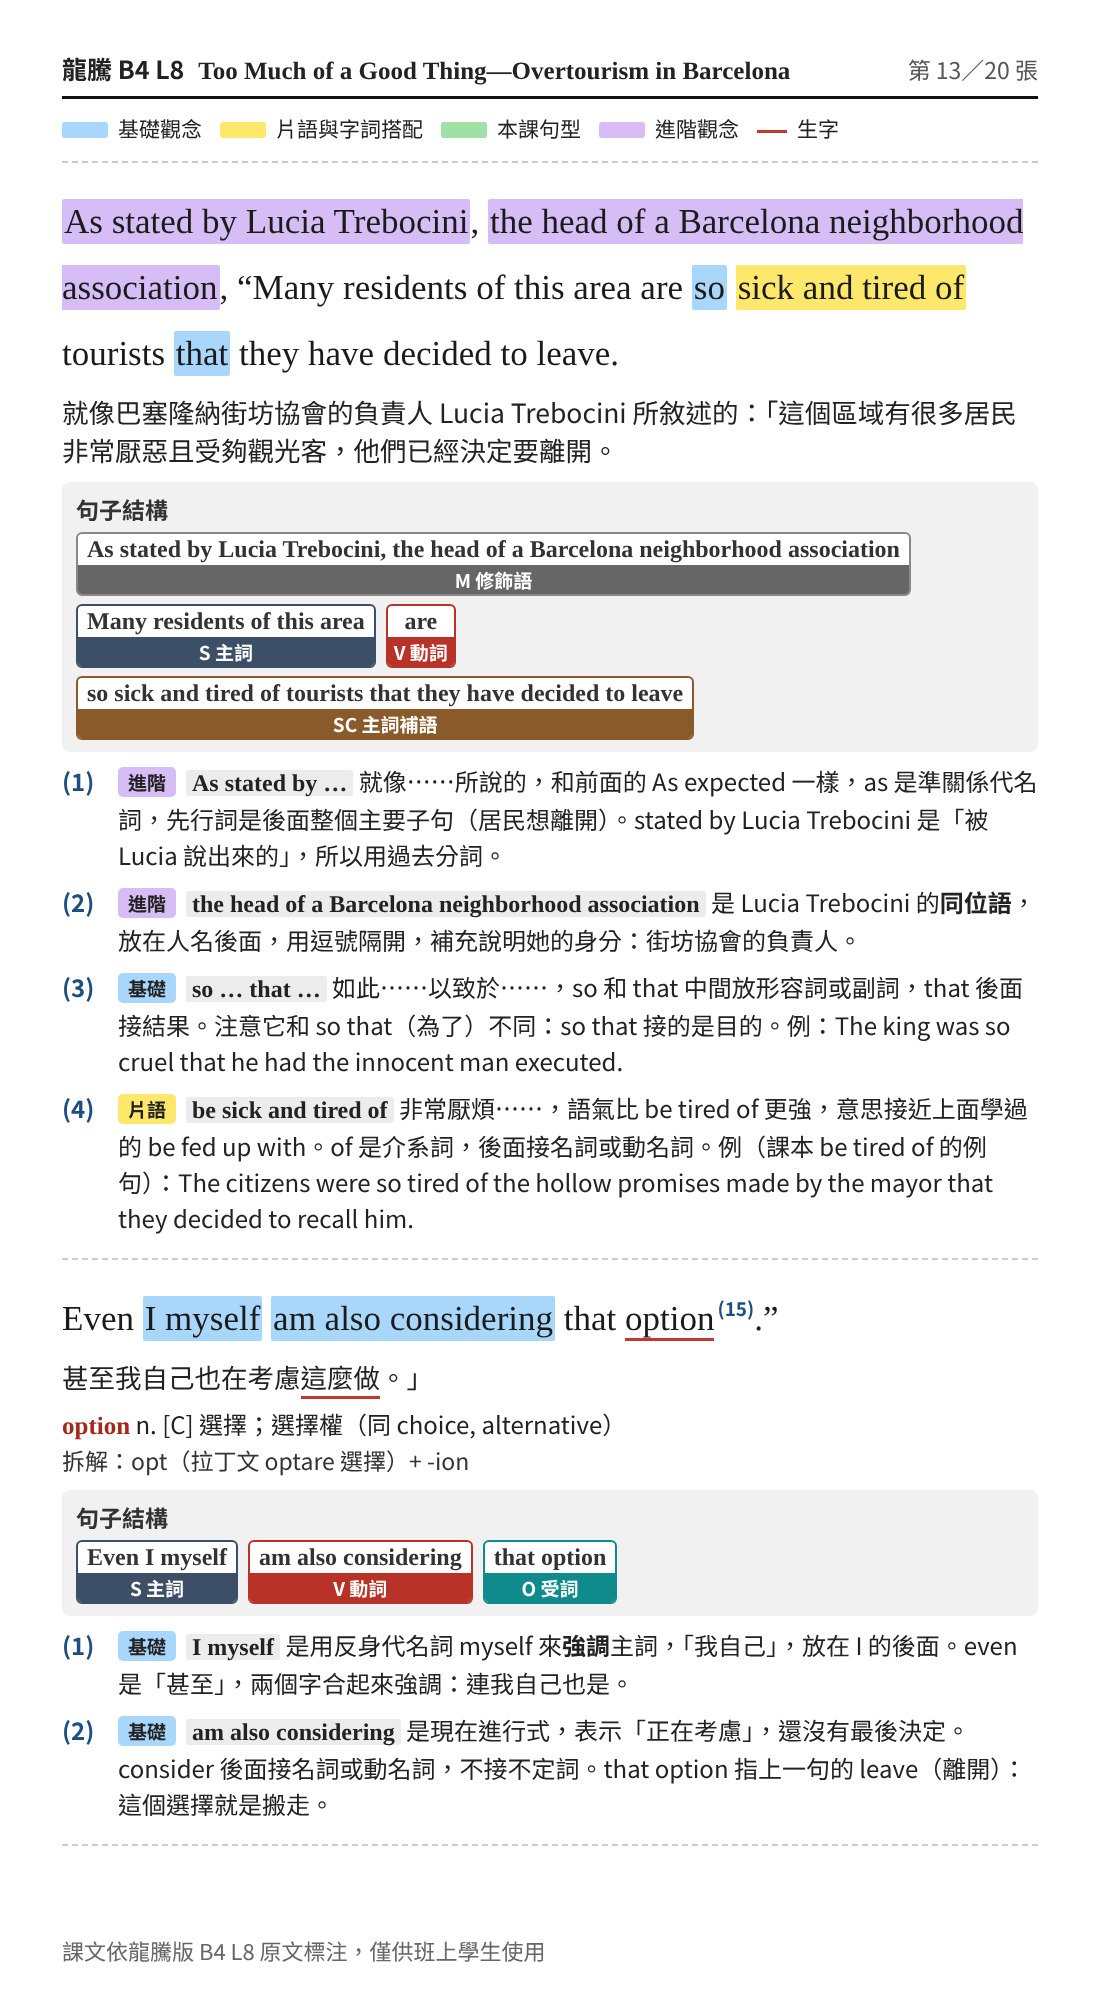 龍騰 B4 L8 Too Much of a Good Thing—Overtourism in Barcelona 第 13／20 張
基礎觀念 片語與字詞搭配 本課句型 進階觀念 生字
As stated by Lucia Trebocini, the head of a Barcelona neighborhood
association, “Many residents of this area are so sick and tired of
tourists that they have decided to leave.
就像巴塞隆納街坊協會的負責人 Lucia Trebocini 所敘述的：「這個區域有很多居民
非常厭惡且受夠觀光客，他們已經決定要離開。
句子結構
As stated by Lucia Trebocini, the head of a Barcelona neighborhood association
M 修飾語
Many residents of this area are
S 主詞 V 動詞
so sick and tired of tourists that they have decided to leave
SC 主詞補語
(1) 進階 As stated by … 就像⋯⋯所說的，和前面的 As expected 一樣，as 是準關係代名
詞，先行詞是後面整個主要子句（居民想離開）。stated by Lucia Trebocini 是「被
Lucia 說出來的」，所以用過去分詞。
(2) 進階 the head of a Barcelona neighborhood association 是 Lucia Trebocini 的同位語，
放在人名後面，用逗號隔開，補充說明她的身分：街坊協會的負責人。
(3) 基礎 so … that … 如此⋯⋯以致於⋯⋯，so 和 that 中間放形容詞或副詞，that 後面
接結果。注意它和 so that（為了）不同：so that 接的是目的。例：The king was so
cruel that he had the innocent man executed.
(4) 片語 be sick and tired of 非常厭煩⋯⋯，語氣比 be tired of 更強，意思接近上面學過
的 be fed up with。of 是介系詞，後面接名詞或動名詞。例（課本 be tired of 的例
句）：The citizens were so tired of the hollow promises made by the mayor that
they decided to recall him.
Even I myself am also considering that option(15).”
甚至我自己也在考慮這麼做。」
option n. [C] 選擇；選擇權（同 choice, alternative）
拆解：opt（拉丁文 optare 選擇）+ -ion
句子結構
Even I myself am also considering that option
S 主詞 V 動詞 O 受詞
(1) 基礎 I myself 是用反身代名詞 myself 來強調主詞，「我自己」，放在 I 的後面。even
是「甚至」，兩個字合起來強調：連我自己也是。
(2) 基礎 am also considering 是現在進行式，表示「正在考慮」，還沒有最後決定。
consider 後面接名詞或動名詞，不接不定詞。that option 指上一句的 leave（離開）：
這個選擇就是搬走。
課文依龍騰版 B4 L8 原文標注，僅供班上學生使用